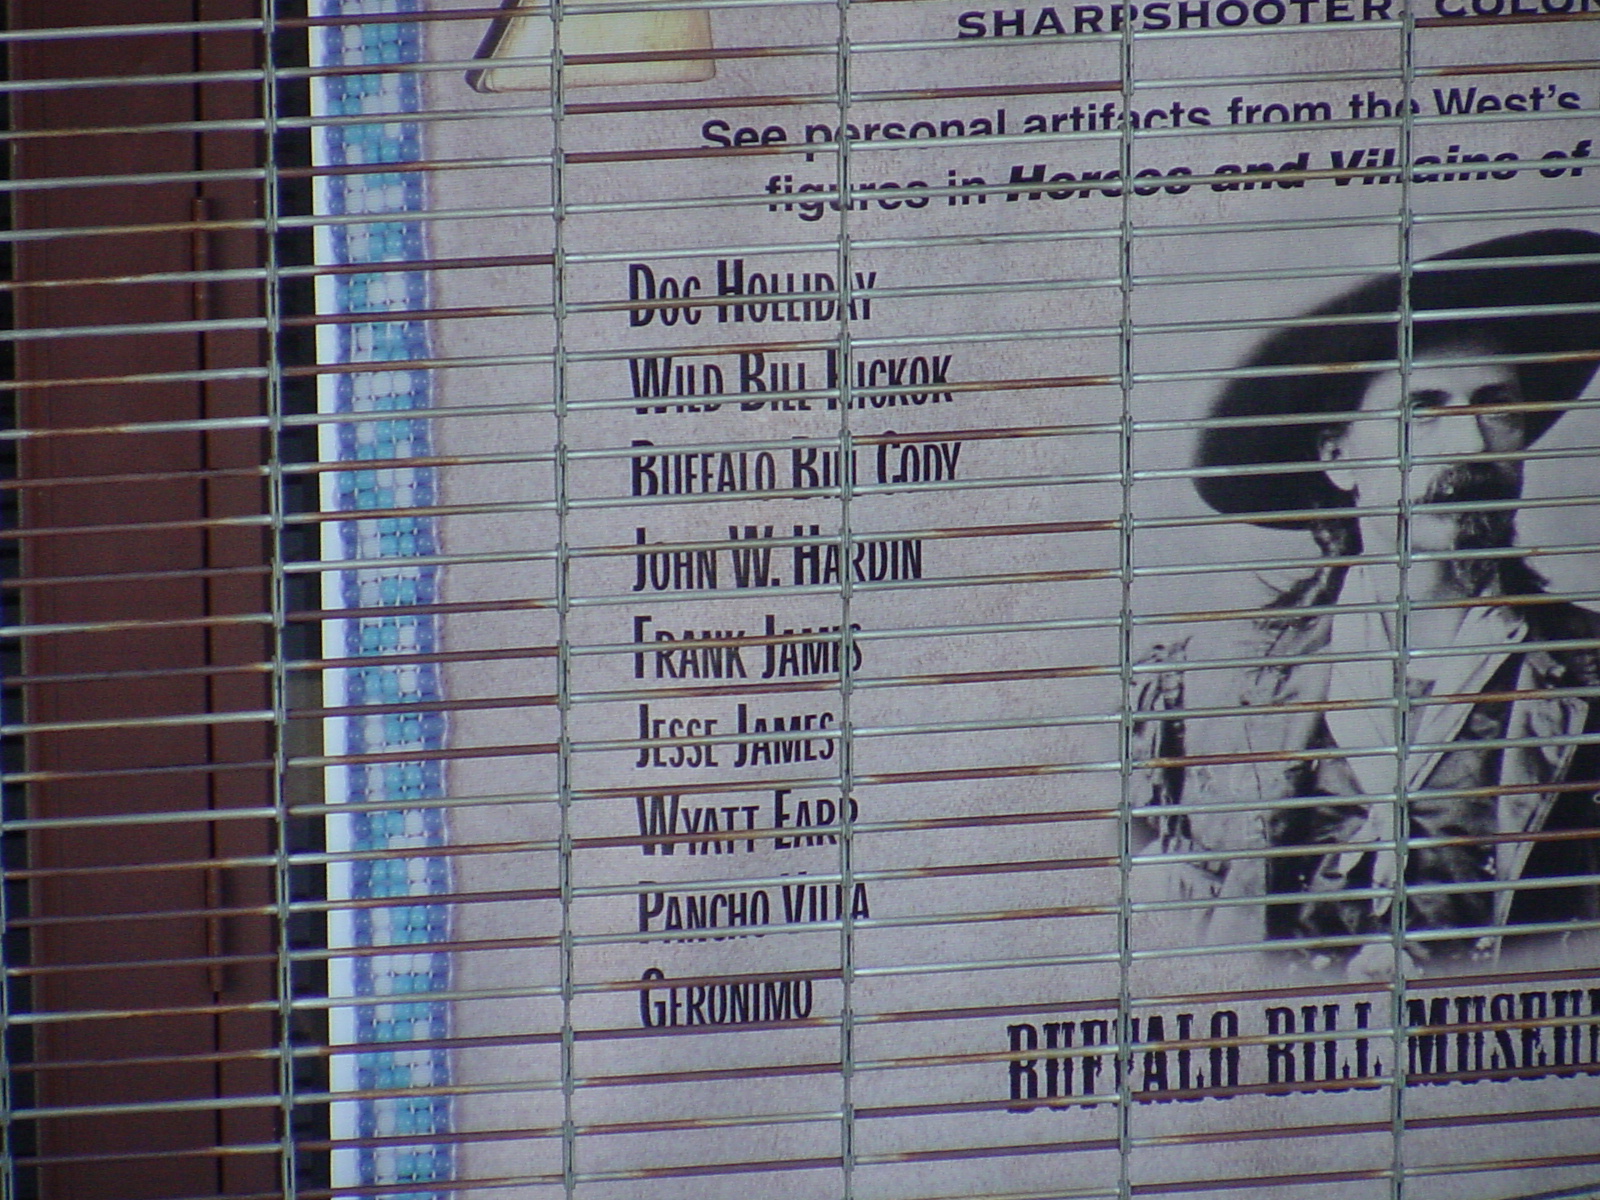 SHARPSHOOTER, COLOR
See personal artifacts from the West's
figures in Heroes and Villains of
DOC HOLLIDAY
WILD BILL HICKOK
BUFFALO BILL CODY
JOHN W. HARDIN
FRANK JAMES
JESSE JAMES
WYATT EARP
PANCHO VILLA
GERONIMO
BUFFALO BILL MUSEUM